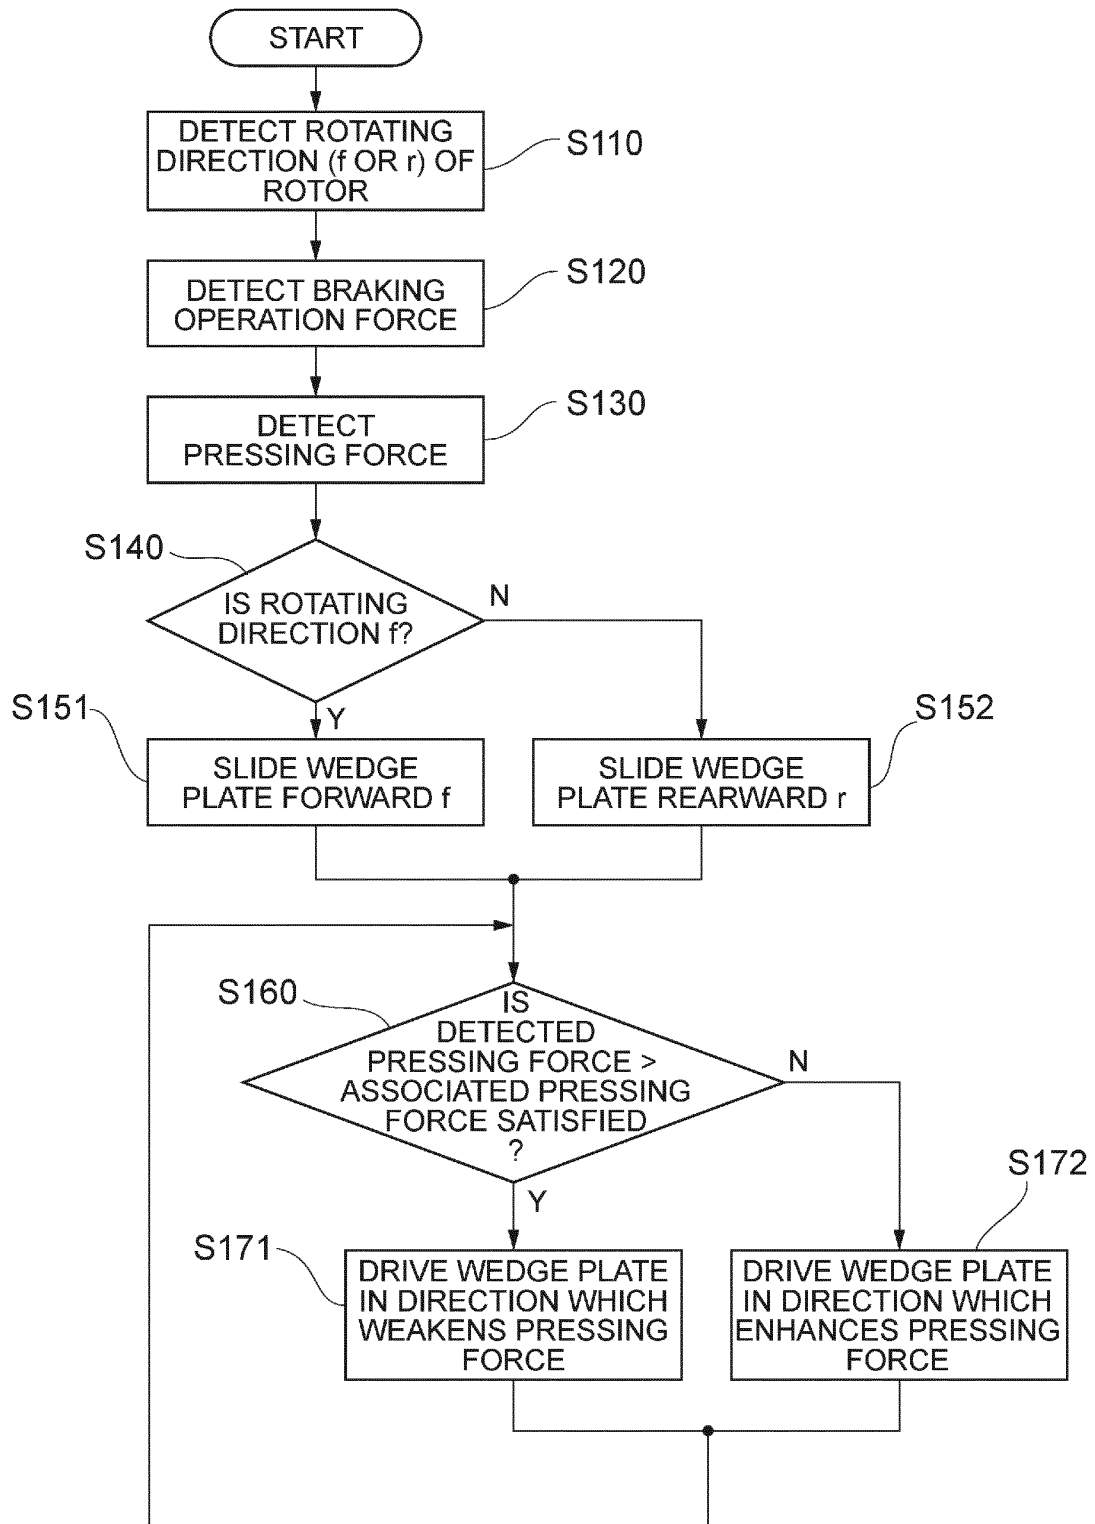 START
DETECT ROTATING
DIRECTION (f OR r) OF
ROTOR
S110
DETECT BRAKING
OPERATION FORCE
S120
DETECT
PRESSING FORCE
S130
S140
IS ROTATING
DIRECTION f?
N
Y
S151
SLIDE WEDGE
PLATE FORWARD f
S152
SLIDE WEDGE
PLATE REARWARD r
S160
IS
DETECTED
PRESSING FORCE >
ASSOCIATED PRESSING
FORCE SATISFIED
?
N
Y
S171
DRIVE WEDGE PLATE
IN DIRECTION WHICH
WEAKENS PRESSING
FORCE
S172
DRIVE WEDGE PLATE
IN DIRECTION WHICH
ENHANCES PRESSING
FORCE